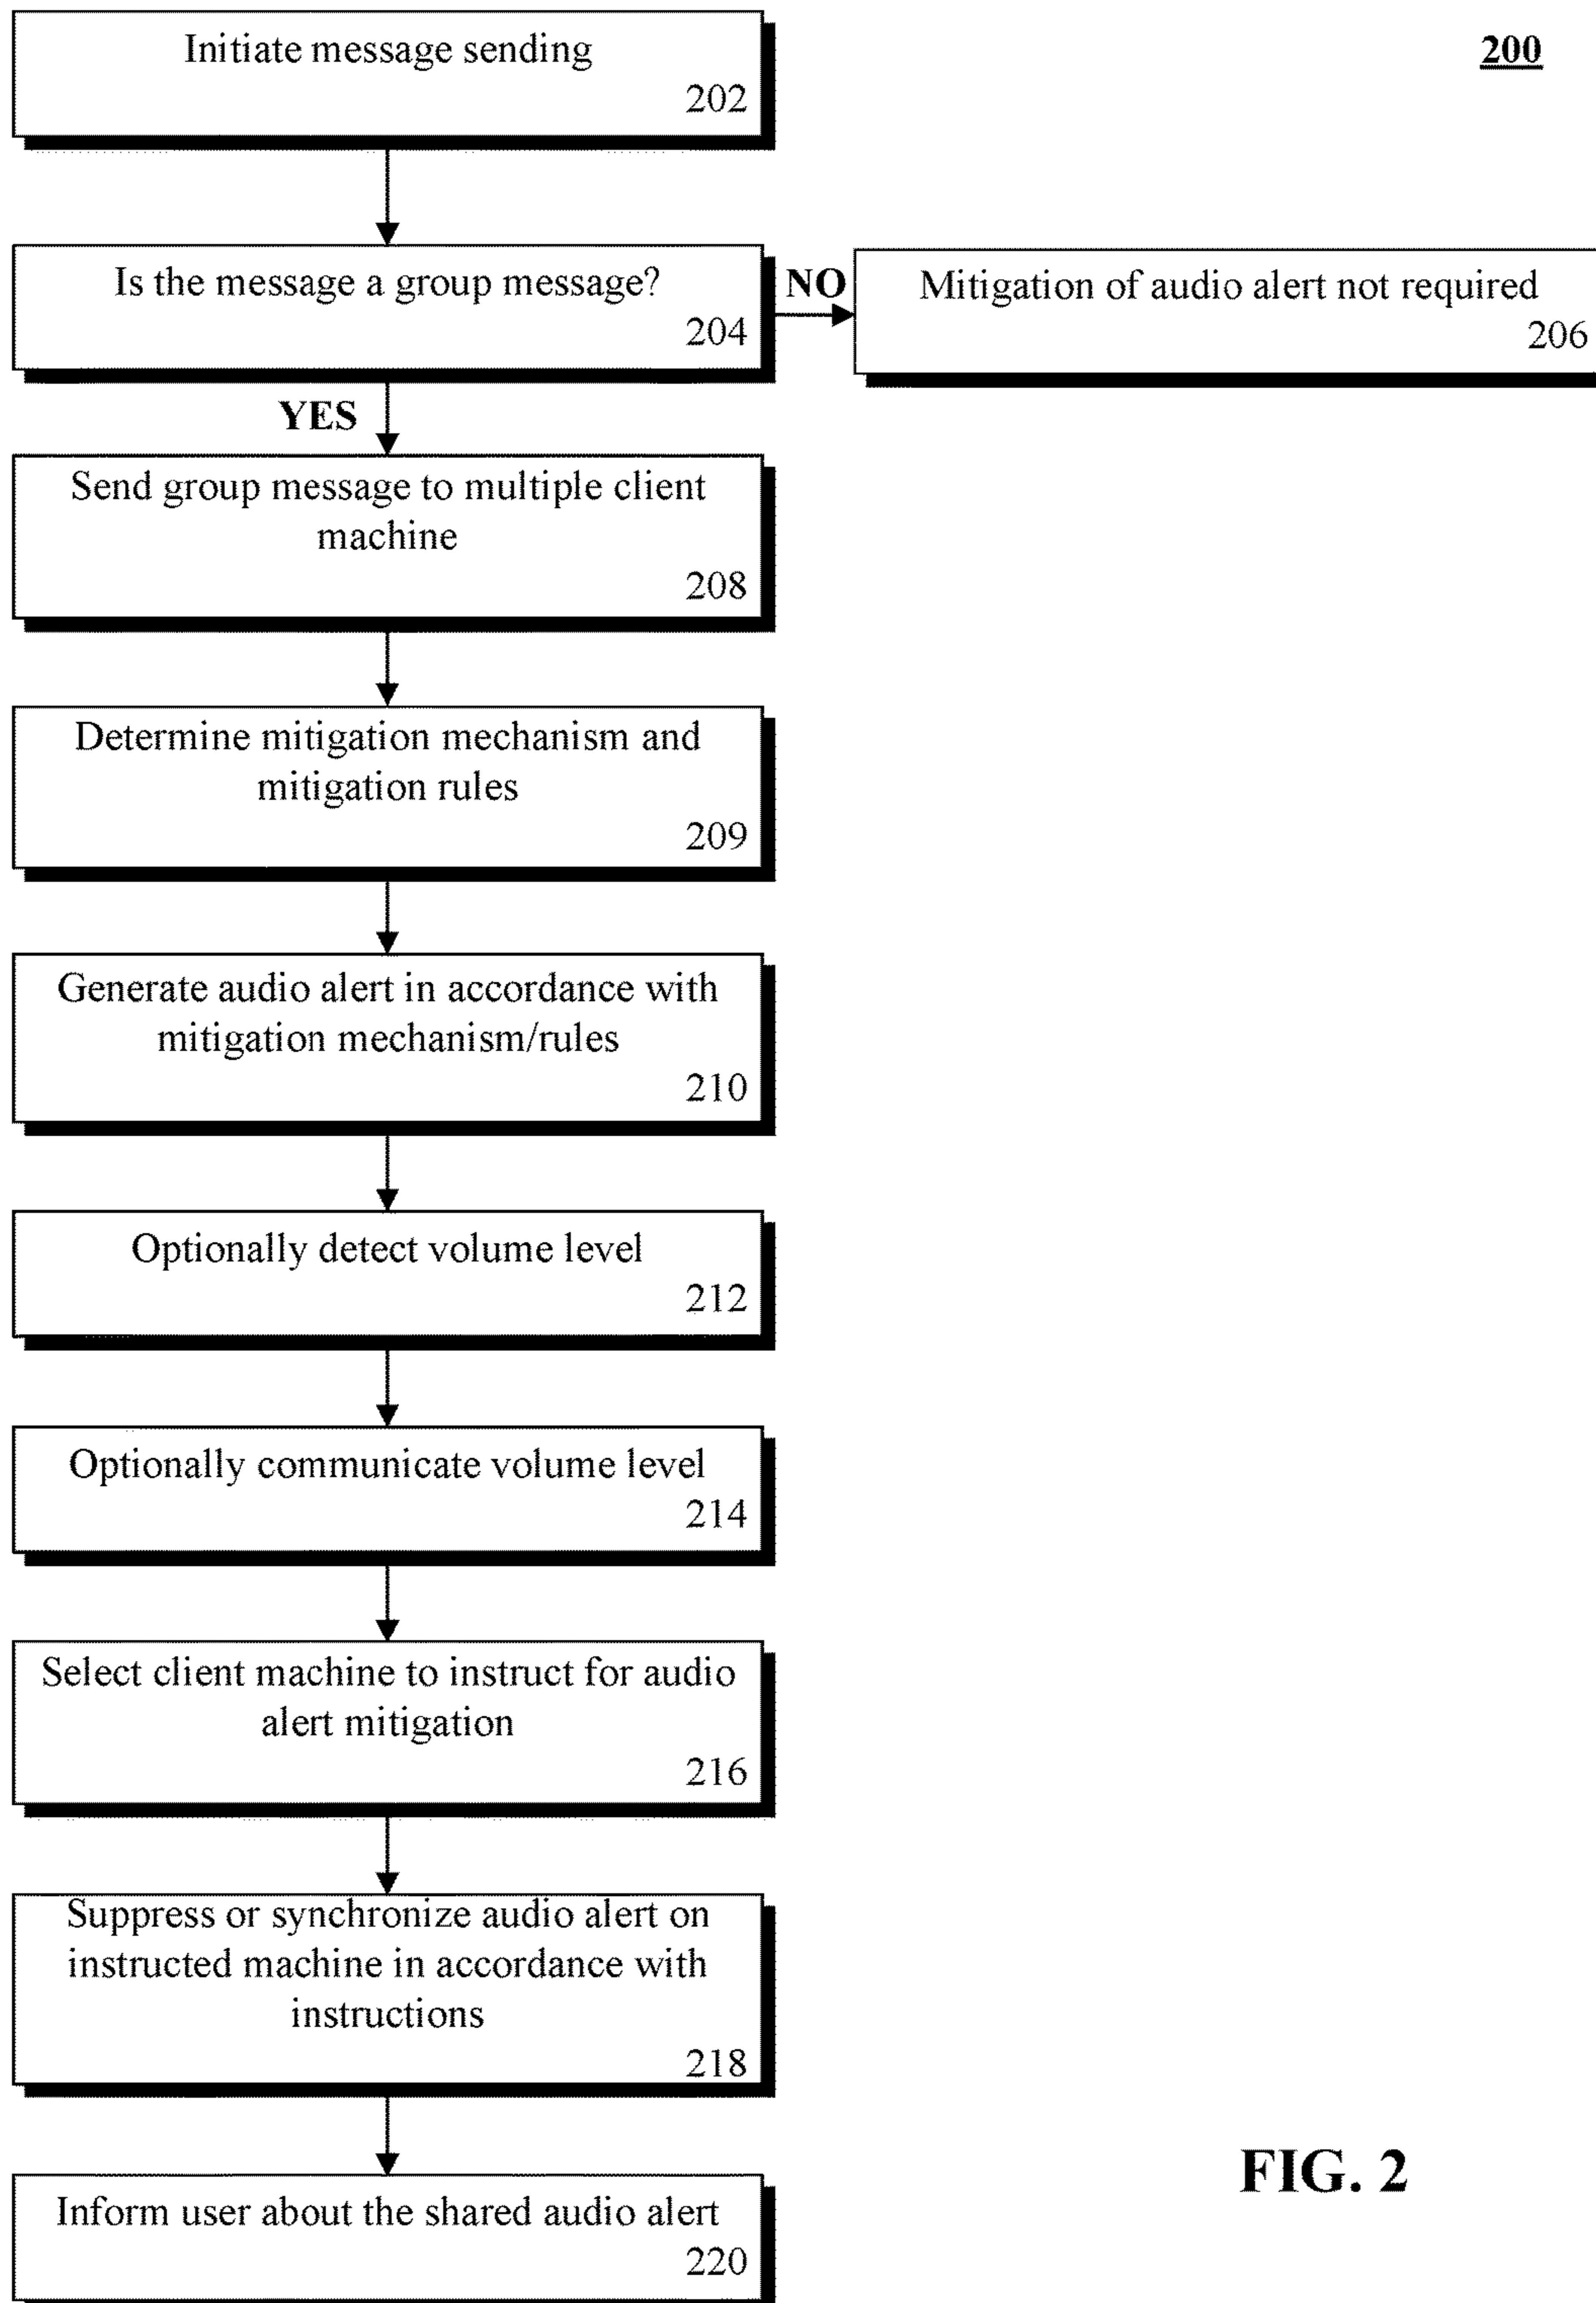 200
Initiate message sending
202
Is the message a group message?
204
NO
Mitigation of audio alert not required
206
YES
Send group message to multiple client
machine
208
Determine mitigation mechanism and
mitigation rules
209
Generate audio alert in accordance with
mitigation mechanism/rules
210
Optionally detect volume level
212
Optionally communicate volume level
214
Select client machine to instruct for audio
alert mitigation
216
Suppress or synchronize audio alert on
instructed machine in accordance with
instructions
218
Inform user about the shared audio alert
220
FIG. 2